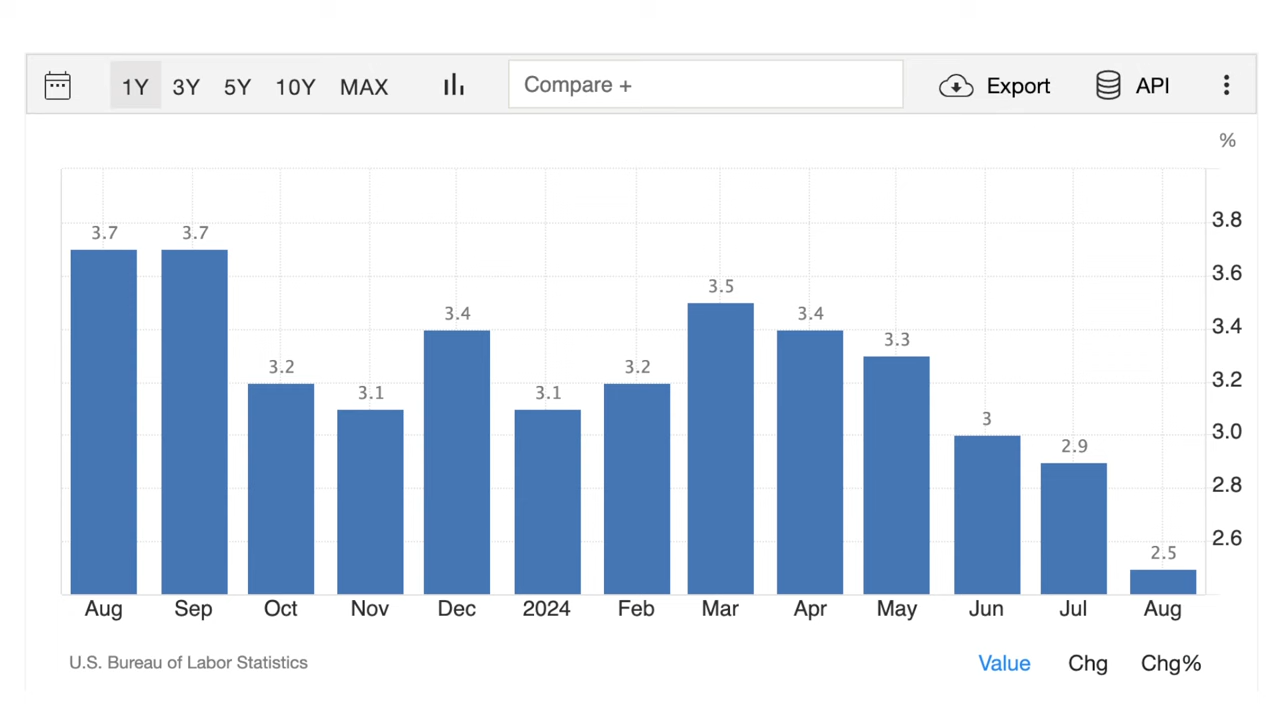 1Y 3Y 5Y 10Y MAX Compare + Export API
%
3.8
3.7 3.7
3.6
3.5
3.4 3.4 3.4
3.3
3.2 3.2 3.2
3.1 3.1
3 3.0
2.9
2.8
2.6
2.5
Aug Sep Oct Nov Dec 2024 Feb Mar Apr May Jun Jul Aug
U.S. Bureau of Labor Statistics Value Chg Chg%